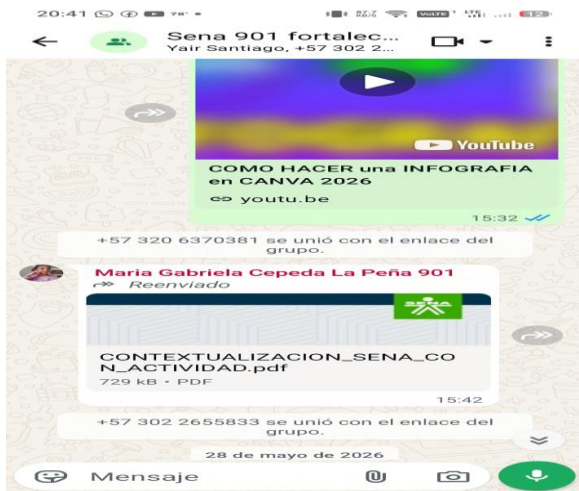 20:41
Sena 901 fortalec...
Yair Santiago, +57 302 2...
YouTube
COMO HACER una INFOGRAFIA
en CANVA 2026
youtu.be
15:32
+57 320 6370381 se unió con el enlace del
grupo.
Maria Gabriela Cepeda La Peña 901
Reenviado
SENA
CONTEXTUALIZACION_SENA_CO
N_ACTIVIDAD.pdf
729 kB • PDF
15:42
+57 302 2655833 se unió con el enlace del
grupo.
28 de mayo de 2026
Mensaje